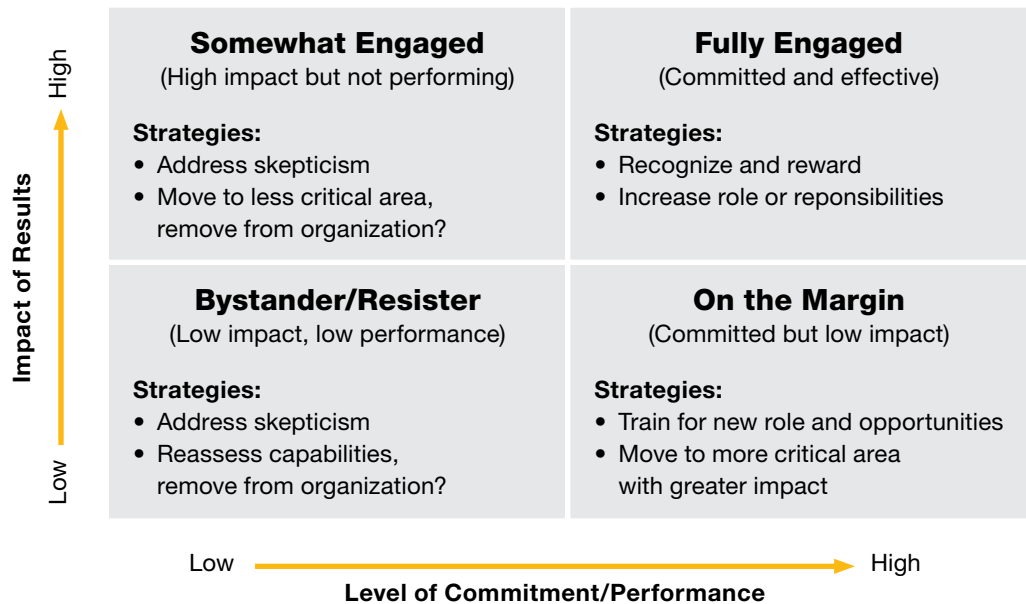 High
Impact of Results
Low
Somewhat Engaged
(High impact but not performing)
Strategies:
• Address skepticism
• Move to less critical area,
remove from organization?
Fully Engaged
(Committed and effective)
Strategies:
• Recognize and reward
• Increase role or reponsibilities
Bystander/Resister
(Low impact, low performance)
Strategies:
• Address skepticism
• Reassess capabilities,
remove from organization?
On the Margin
(Committed but low impact)
Strategies:
• Train for new role and opportunities
• Move to more critical area
with greater impact
Low
High
Level of Commitment/Performance